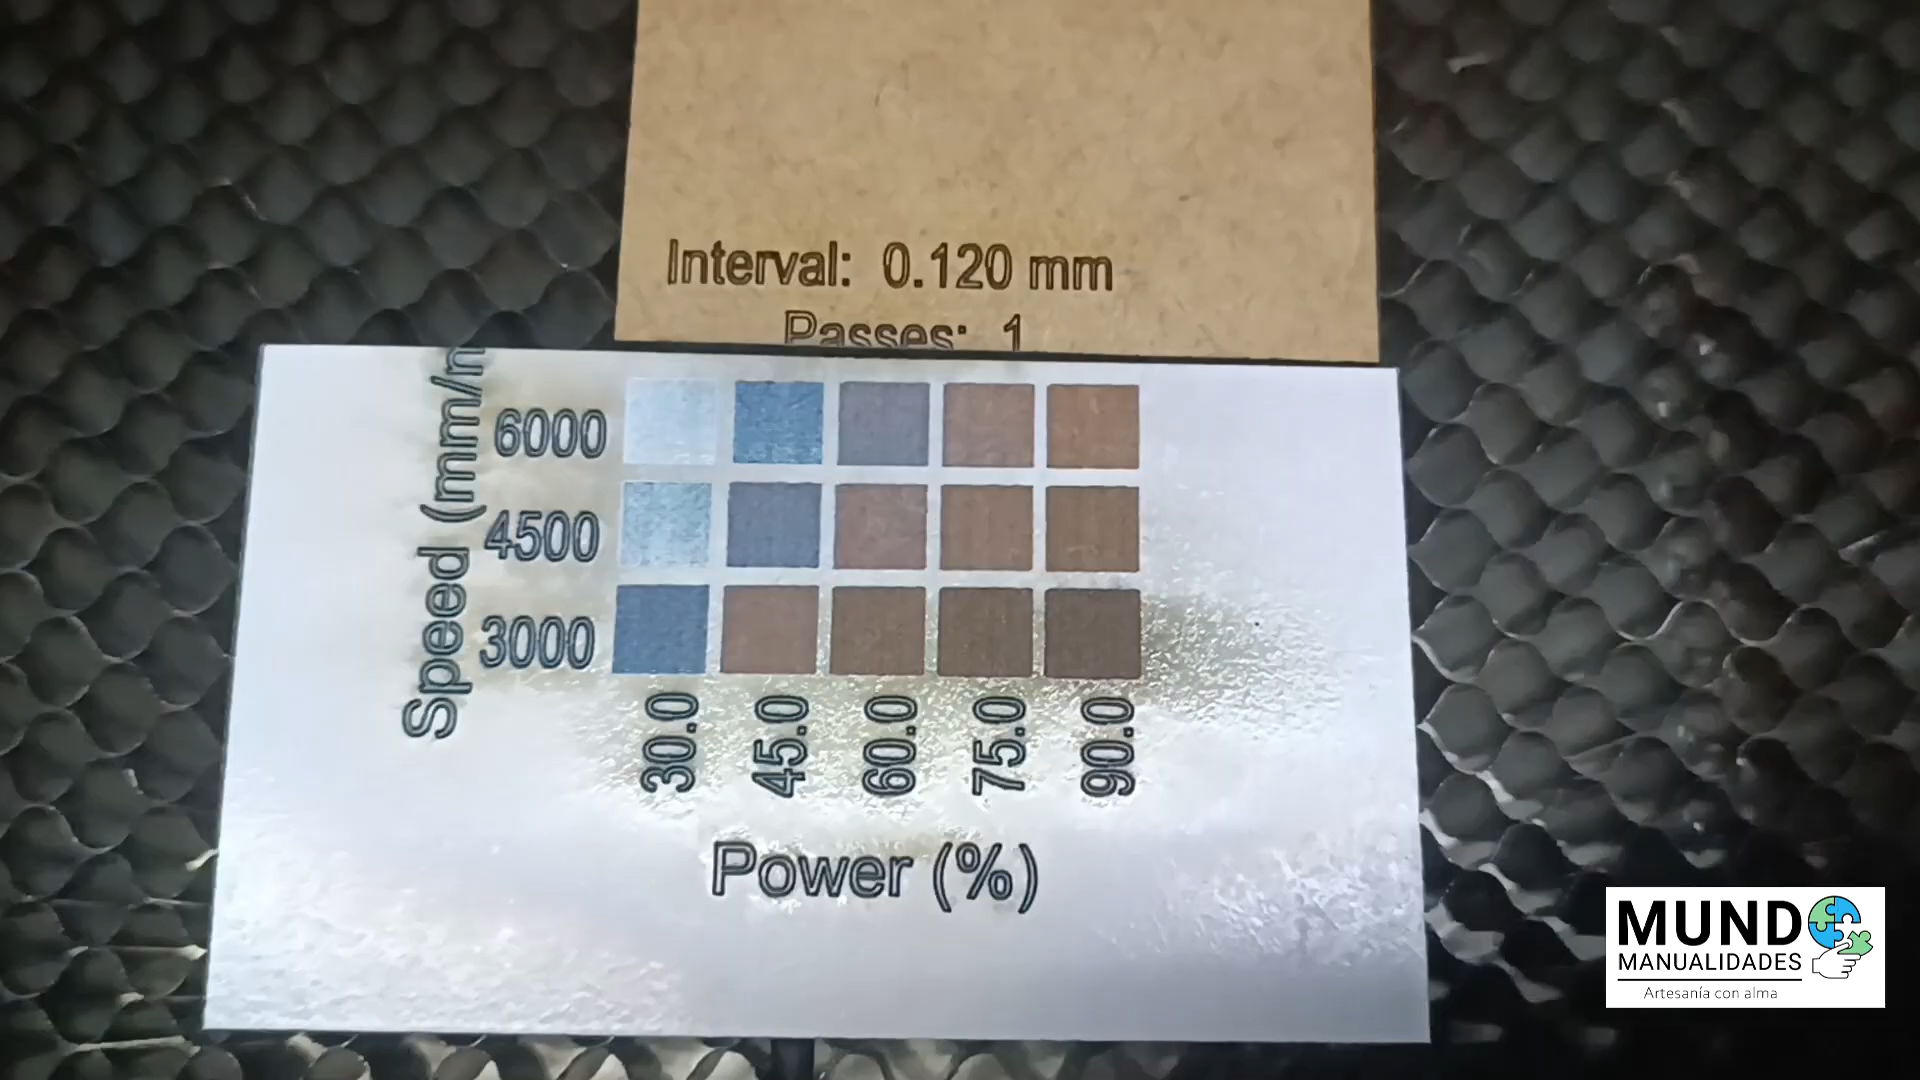 Interval: 0.120 mm
Passes: 1
Speed (mm/m
6000
4500
3000
30.0 45.0 60.0 75.0 90.0
Power (%)
MUNDO
MANUALIDADES
Artesanía con alma